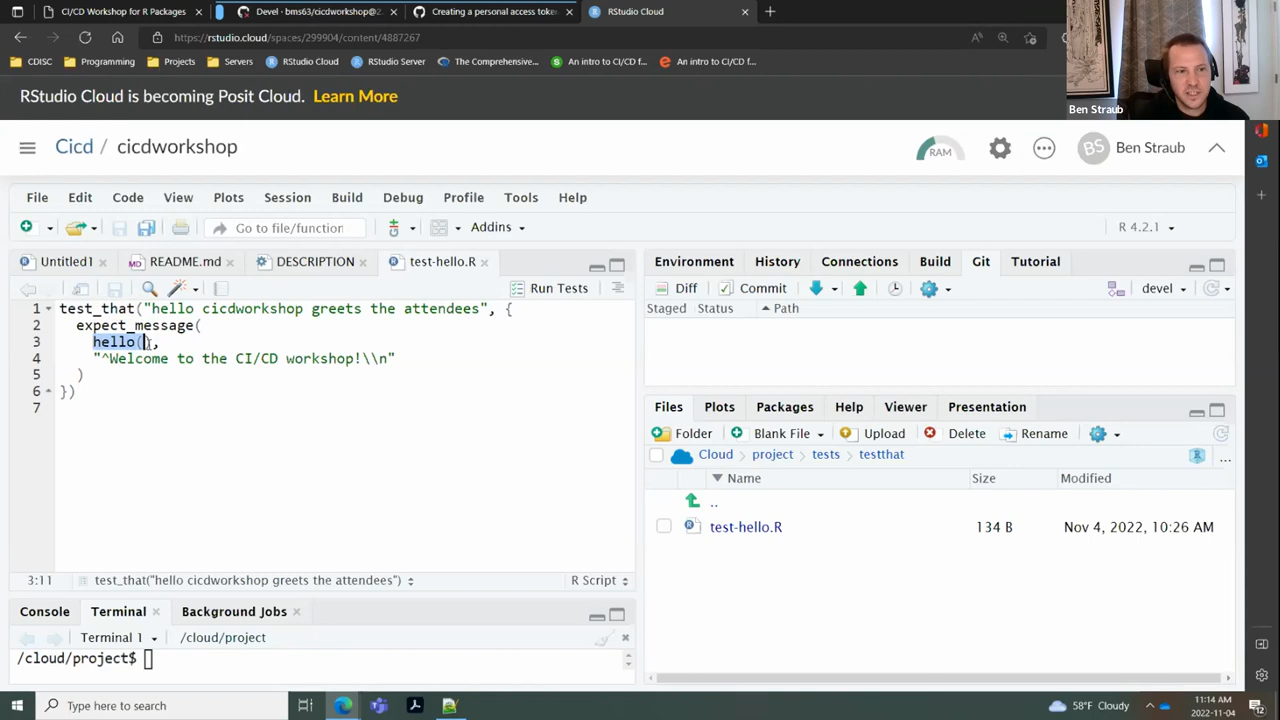 CI/CD Workshop for R Packages
Devel · bms63/cicdworkshop@2
Creating a personal access toke
RStudio Cloud
https://rstudio.cloud/spaces/299904/content/4887267
CDISC
Programming
Projects
Servers
RStudio Cloud
RStudio Server
The Comprehensive...
An intro to CI/CD f...
An intro to CI/CD f...
Ben Straub
RStudio Cloud is becoming Posit Cloud. Learn More
Cicd / cicdworkshop
RAM
BS
Ben Straub
File Edit Code View Plots Session Build Debug Profile Tools Help
Go to file/function
Addins
R 4.2.1
Untitled1
README.md
DESCRIPTION
test-hello.R
Run Tests
1 test_that("hello cicdworkshop greets the attendees", {
2 expect_message(
3 hello(),
4 "^Welcome to the CI/CD workshop!\\n"
5 )
6 })
7
3:11 test_that("hello cicdworkshop greets the attendees") R Script
Console Terminal Background Jobs
Terminal 1 /cloud/project
/cloud/project$
Environment History Connections Build Git Tutorial
Diff Commit devel
Staged Status Path
Files Plots Packages Help Viewer Presentation
Folder Blank File Upload Delete Rename
Cloud project tests testthat
...
Name Size Modified
..
test-hello.R 134 B Nov 4, 2022, 10:26 AM
Type here to search
58°F Cloudy
11:14 AM
2022-11-04
12